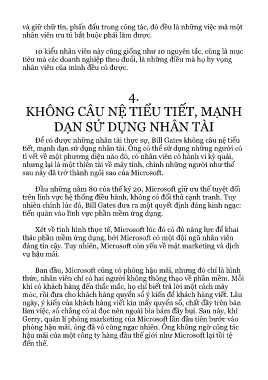 và giữ chữ tín, phấn đấu trong công tác, đó đều là những việc mà một
nhân viên ưu tú bắt buộc phải làm được.
10 kiểu nhân viên này cũng giống như 10 nguyên tắc, cũng là mục
tiêu mà các doanh nghiệp theo đuổi, là những điều mà họ hy vọng
nhân viên của mình đều có được.
4.
KHÔNG CÂU NỆ TIỂU TIẾT, MẠNH
DẠN SỬ DỤNG NHÂN TÀI
Để có được những nhân tài thực sự, Bill Gates không câu nệ tiểu
tiết, mạnh dạn sử dụng nhân tài. Ông có thể sử dụng những người có
tì vết về một phương diện nào đó, có nhân viên có hành vi kỳ quái,
nhưng lại là một thiên tài về máy tính, chính những người như thế
sau này đã trở thành ngôi sao của Microsoft.
Đầu những năm 80 của thế kỷ 20, Microsoft giữ ưu thế tuyệt đối
trên lĩnh vực hệ thống điều hành, không có đối thủ cạnh tranh. Tuy
nhiên chính lúc đó, Bill Gates đưa ra một quyết định đáng kinh ngạc:
tiến quân vào lĩnh vực phần mềm ứng dụng.
Xét về tình hình thực tế, Microsoft lúc đó có đủ năng lực để khai
thác phần mềm ứng dụng, bởi Microsoft có một đội ngũ nhân viên
đáng tin cậy. Tuy nhiên, Microsoft còn yếu về mặt marketing và dịch
vụ hậu mãi.
Ban đầu, Microsoft cũng có phòng hậu mãi, nhưng đó chỉ là hình
thức, nhân viên chỉ có hai người không thông thạo về phần mềm. Mỗi
khi có khách hàng đến thắc mắc, họ chỉ biết trả lời một cách máy
móc, rồi đưa cho khách hàng quyển sổ ý kiến để khách hàng viết. Lâu
ngày, ý kiến của khách hàng viết kín mấy quyển sổ, chất đầy trên bàn
làm việc, số chẳng có ai đọc nên ngoài bìa bám đầy bụi. Sau này, khi
Gerry, quản lí phòng marketing của Microsoft lần đầu tiên bước vào
phòng hậu mãi, ông đã vô cùng ngạc nhiên. Ông không ngờ công tác
hậu mãi của một công ty hàng đầu thế giới như Microsoft lại tồi tệ
đến thế.